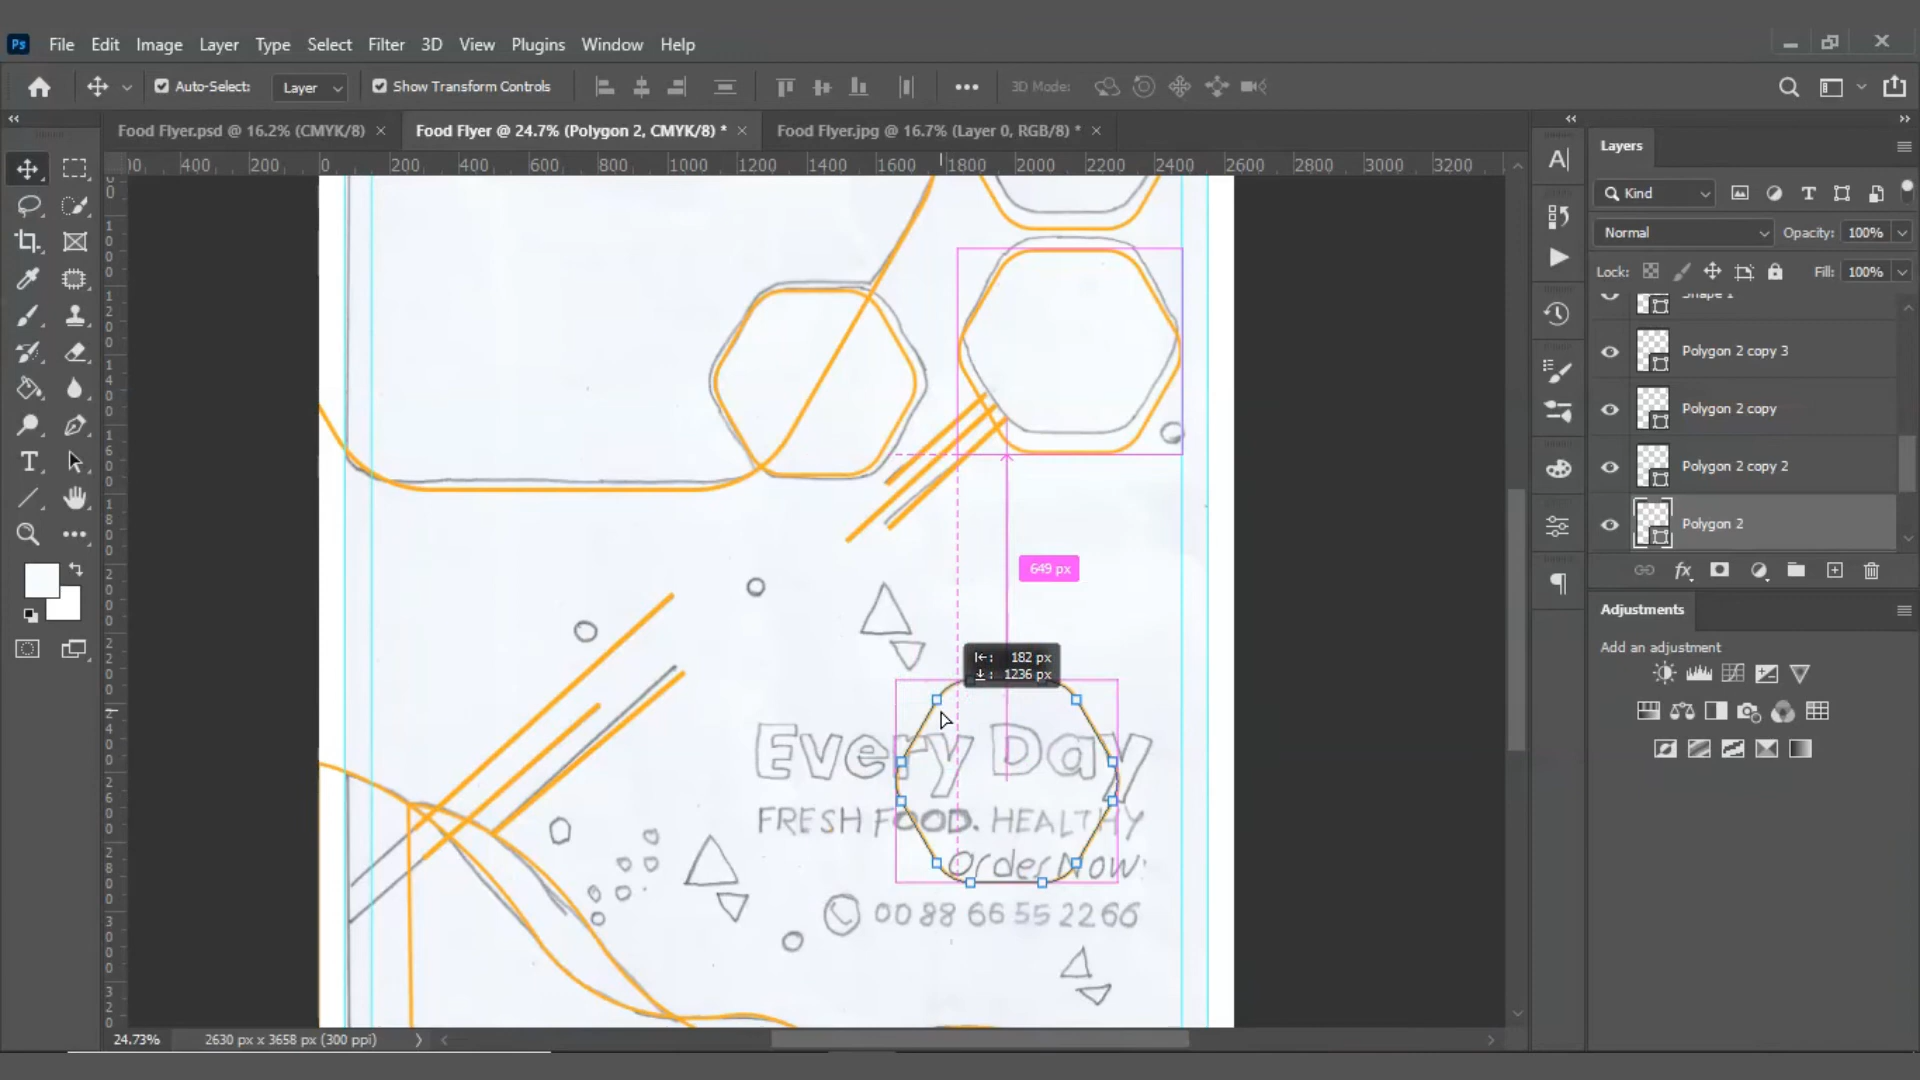 Ps File Edit Image Layer Type Select Filter 3D View Plugins Window Help
Auto-Select: Layer Show Transform Controls 3D Mode:
Food Flyer.psd @ 16.2% (CMYK/8) × Food Flyer @ 24.7% (Polygon 2, CMYK/8) * × Food Flyer.jpg @ 16.7% (Layer 0, RGB/8) * ×
400 200 0 200 400 600 800 1000 1200 1400 1600 1800 2000 2200 2400 2600 2800 3000 3200
Layers
Kind
Normal Opacity: 100%
Lock: Fill: 100%
Shape 1
Polygon 2 copy 3
Polygon 2 copy
Polygon 2 copy 2
Polygon 2
649 px
182 px
1236 px
Every Day
FRESH FOOD. HEALTHY
Order Now
00 88 66 55 22 66
Adjustments
Add an adjustment
24.73% 2630 px x 3658 px (300 ppi)